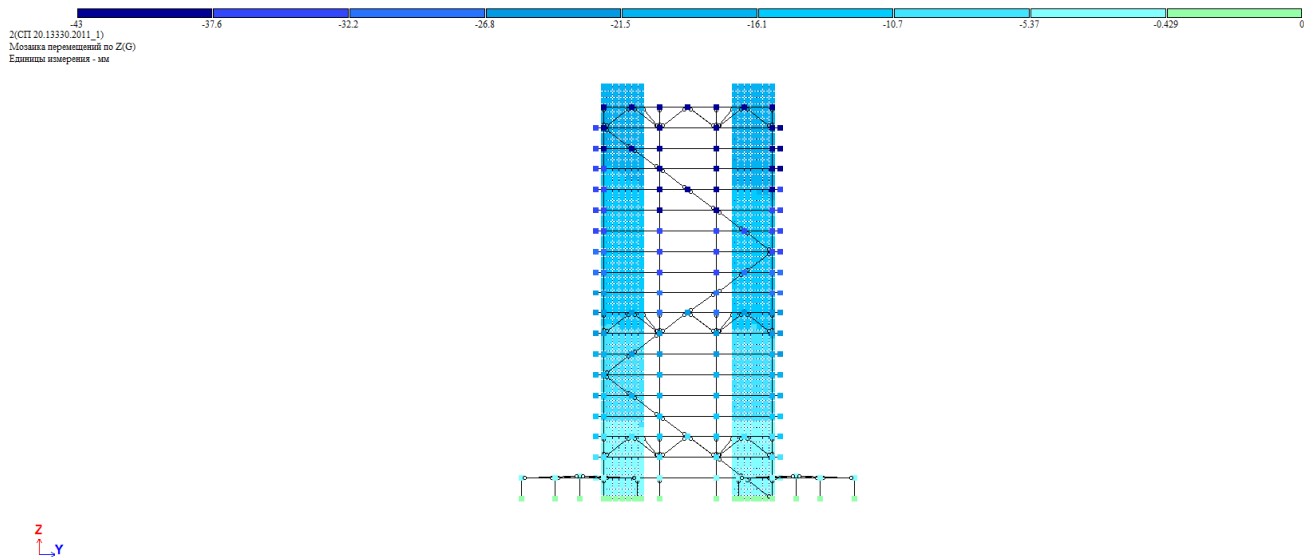 -43 -37.6 -32.2 -26.8 -21.5 -16.1 -10.7 -5.37 -0.429 0
2(СП 20.13330.2011_1)
Мозаика перемещений по Z(G)
Единицы измерения - мм
Z
Y